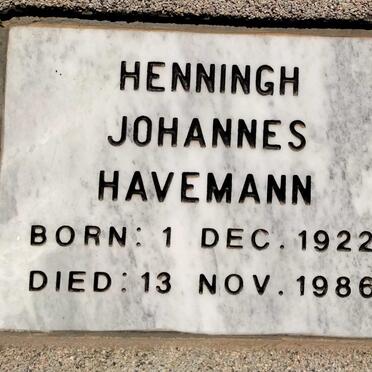 HENNINGH
JOHANNES
HAVEMANN
BORN: 1 DEC. 1922
DIED: 13 NOV. 1986